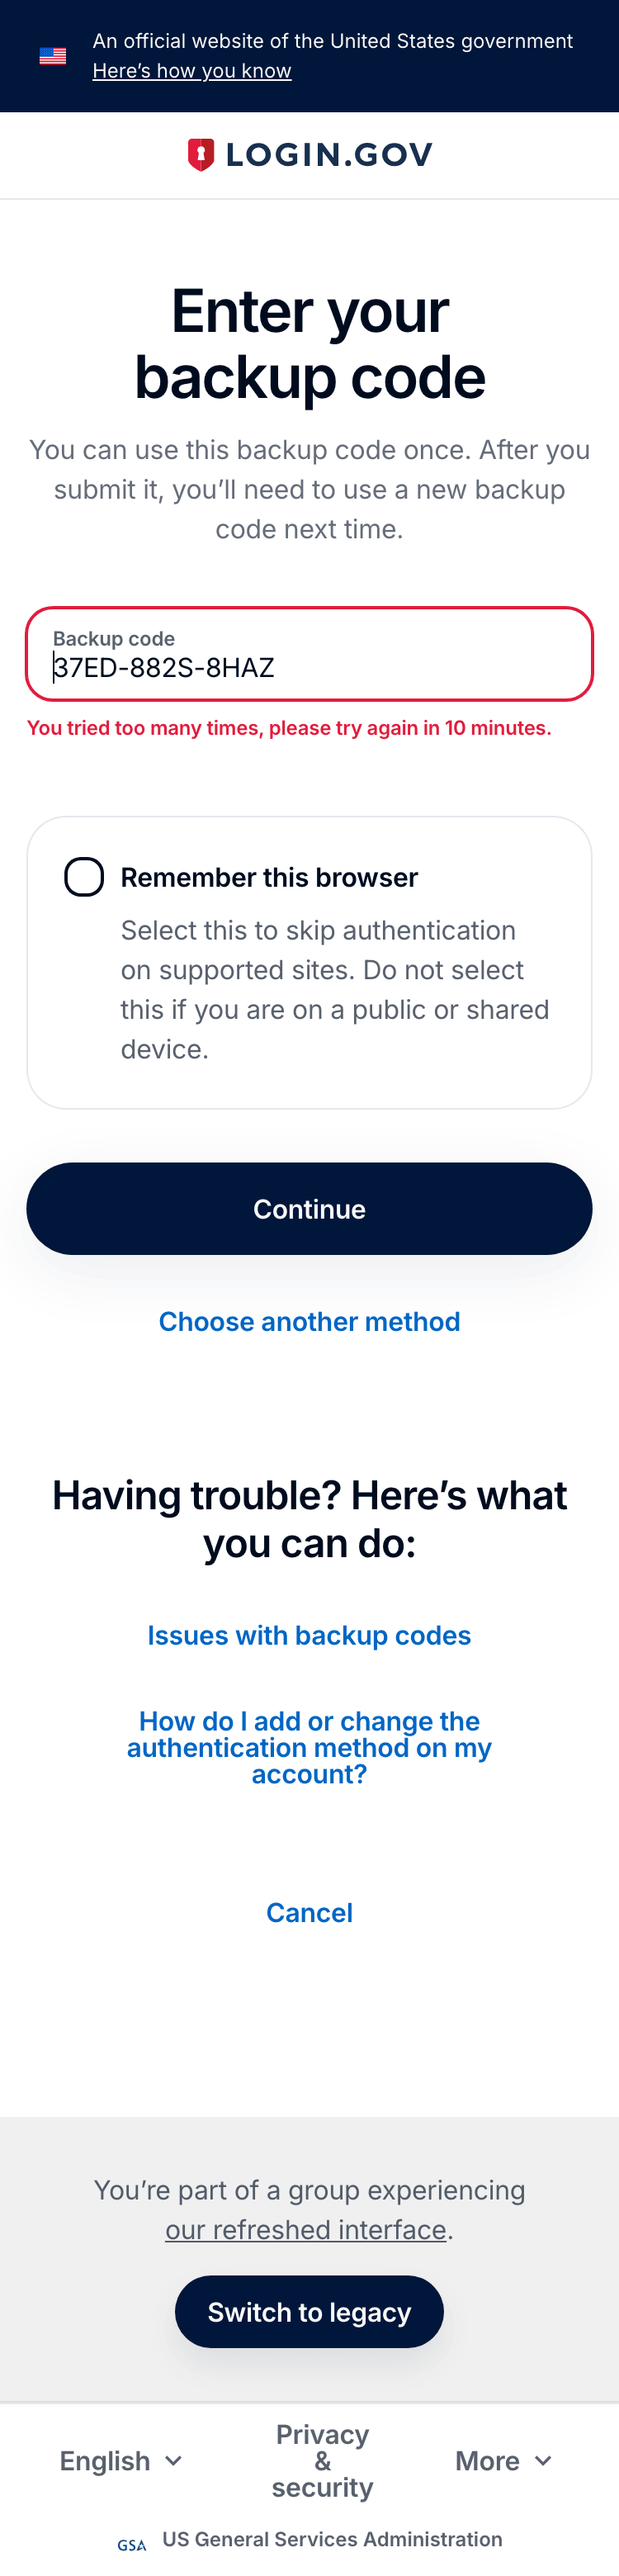 An official website of the United States government
Here’s how you know
LOGIN.GOV
Enter your
backup code
You can use this backup code once. After you
submit it, you’ll need to use a new backup
code next time.
Backup code
37ED-882S-8HAZ
You tried too many times, please try again in 10 minutes.
Remember this browser
Select this to skip authentication
on supported sites. Do not select
this if you are on a public or shared
device.
Continue
Choose another method
Having trouble? Here’s what
you can do:
Issues with backup codes
How do I add or change the
authentication method on my
account?
Cancel
You’re part of a group experiencing
our refreshed interface.
Switch to legacy
English
Privacy
&
security
More
GSA US General Services Administration